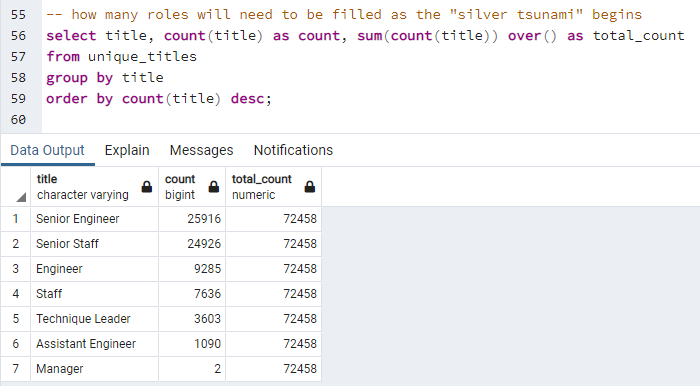 55 -- how many roles will need to be filled as the "silver tsunami" begins
56 select title, count(title) as count, sum(count(title)) over() as total_count
57 from unique_titles
58 group by title
59 order by count(title) desc;
60
Data Output Explain Messages Notifications
title count total_count
character varying bigint numeric
1 Senior Engineer 25916 72458
2 Senior Staff 24926 72458
3 Engineer 9285 72458
4 Staff 7636 72458
5 Technique Leader 3603 72458
6 Assistant Engineer 1090 72458
7 Manager 2 72458